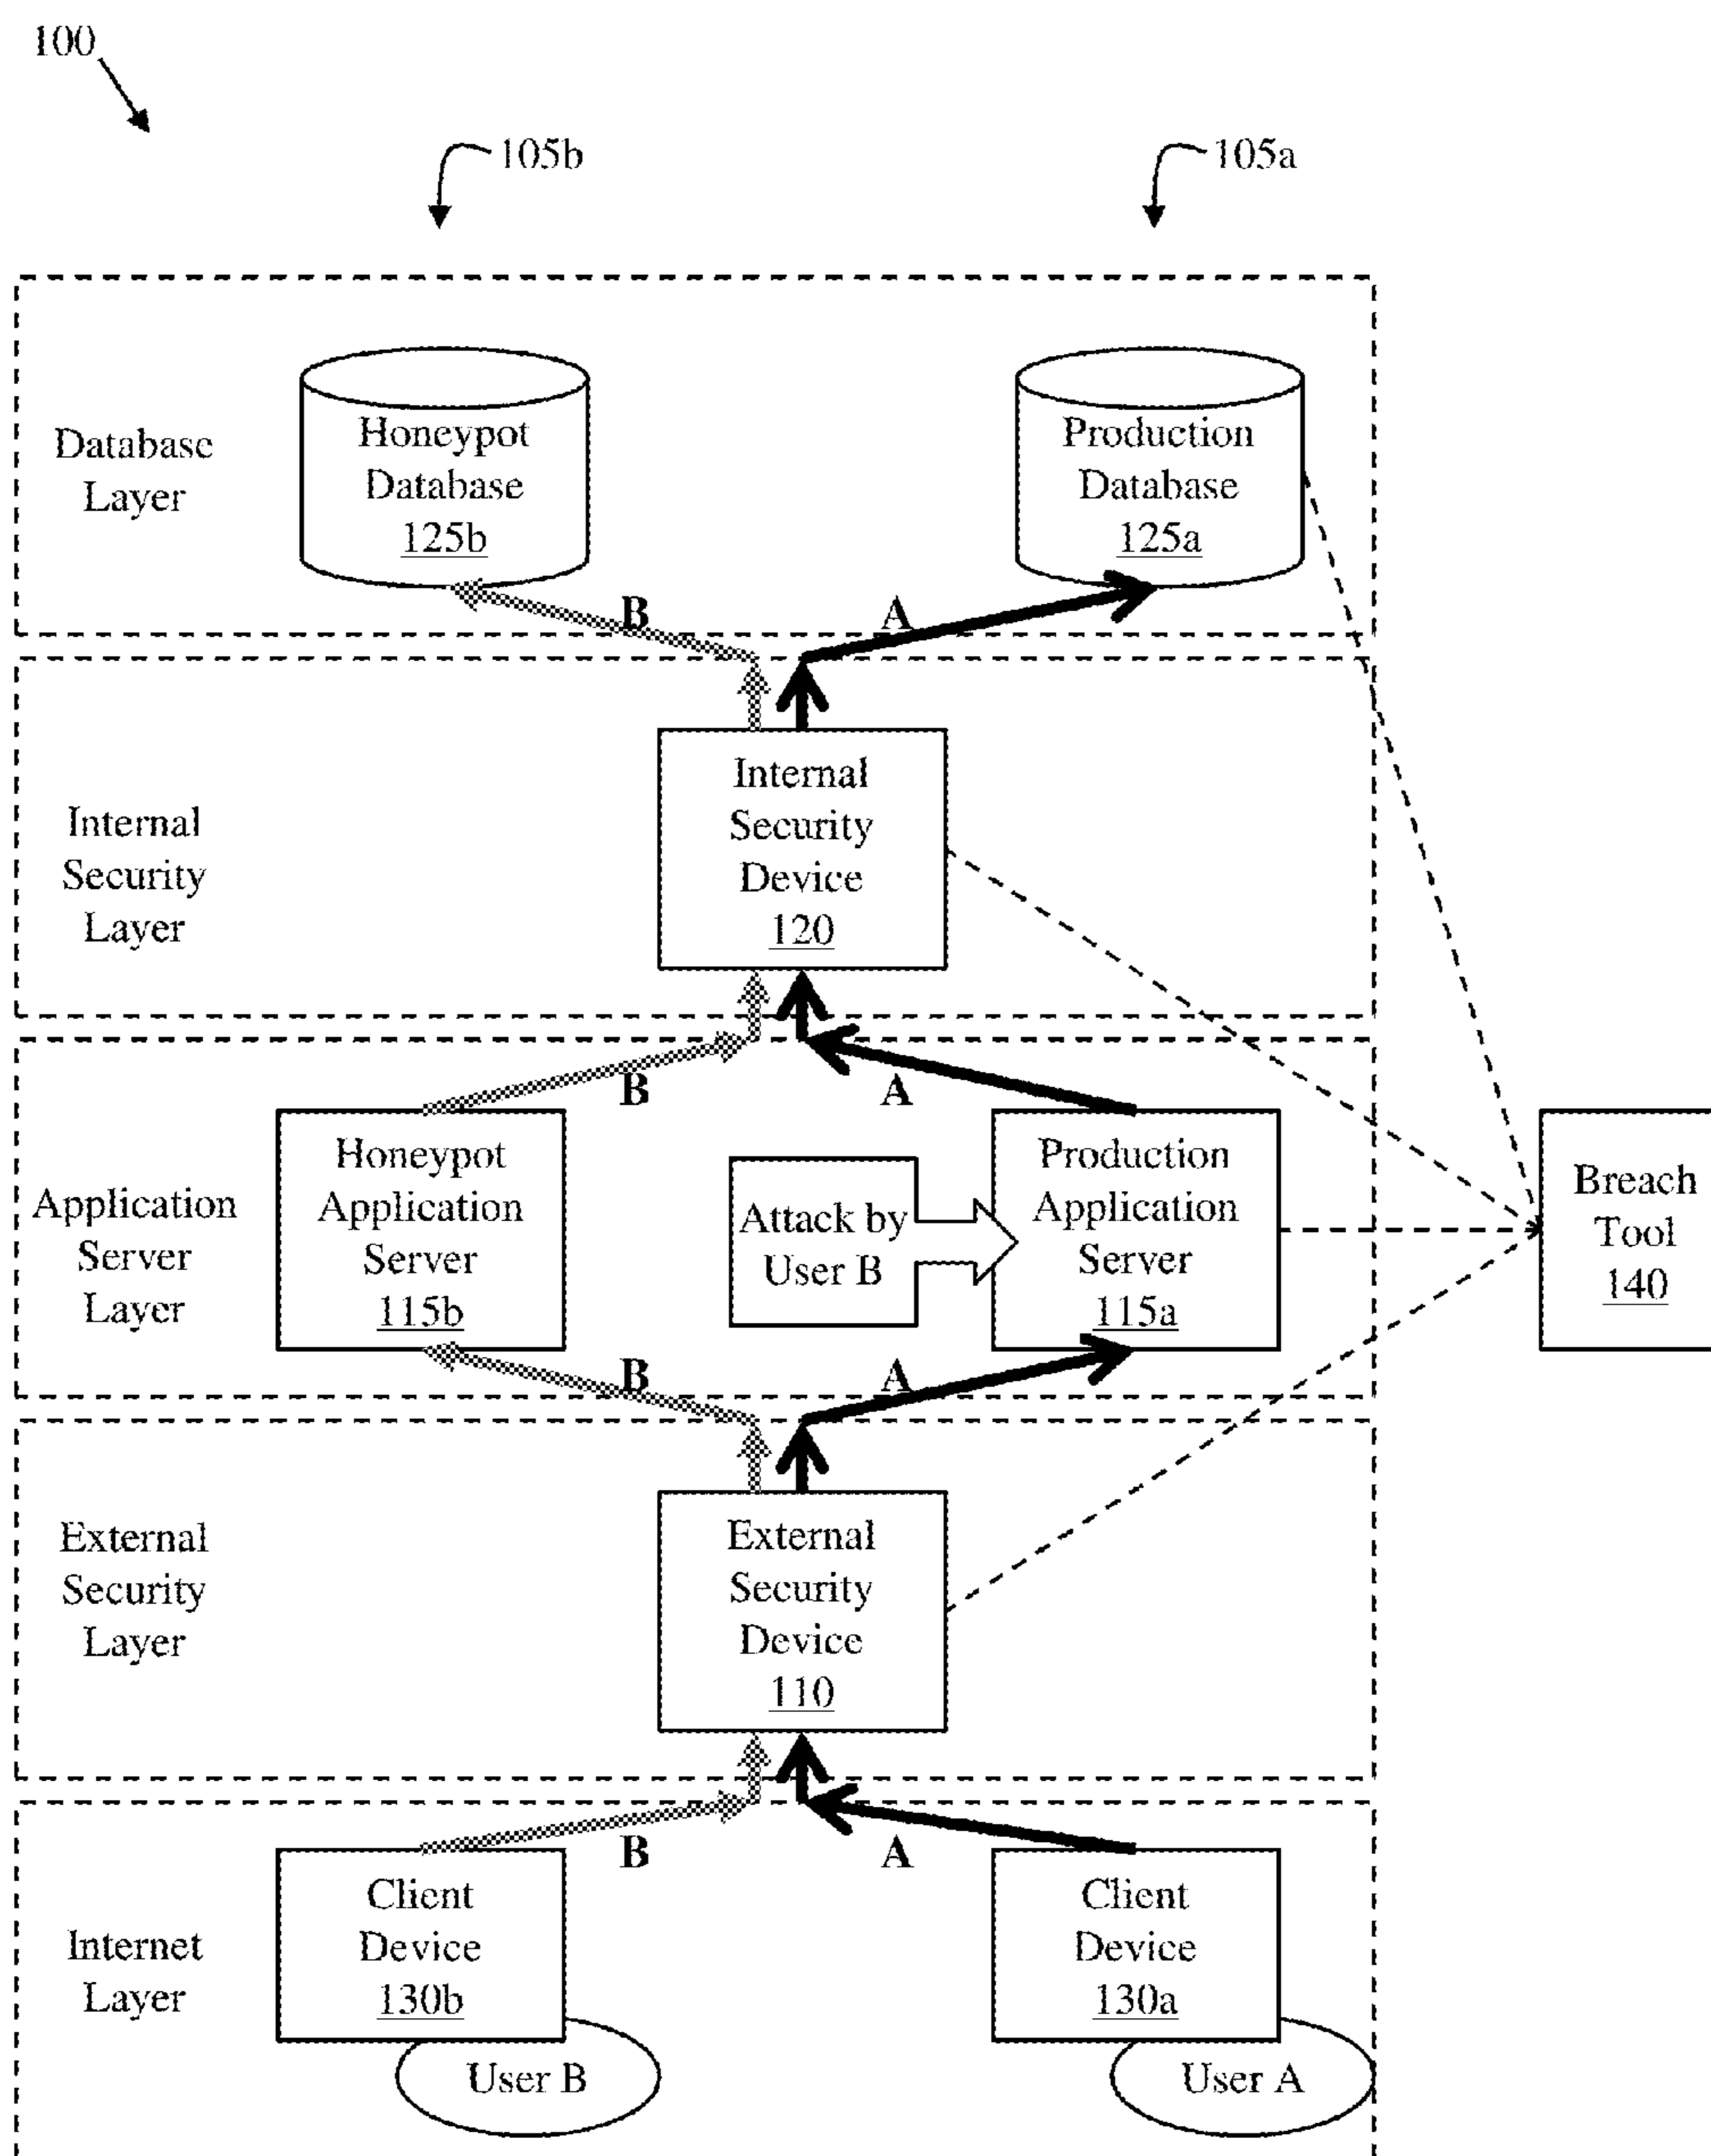 100
105b
105a
Database
Layer
Honeypot
Database
125b
Production
Database
125a
B
A
Internal
Security
Layer
Internal
Security
Device
120
B
A
Application
Server
Layer
Honeypot
Application
Server
115b
Attack by
User B
Production
Application
Server
115a
Breach
Tool
140
B
A
External
Security
Layer
External
Security
Device
110
B
A
Internet
Layer
Client
Device
130b
User B
Client
Device
130a
User A